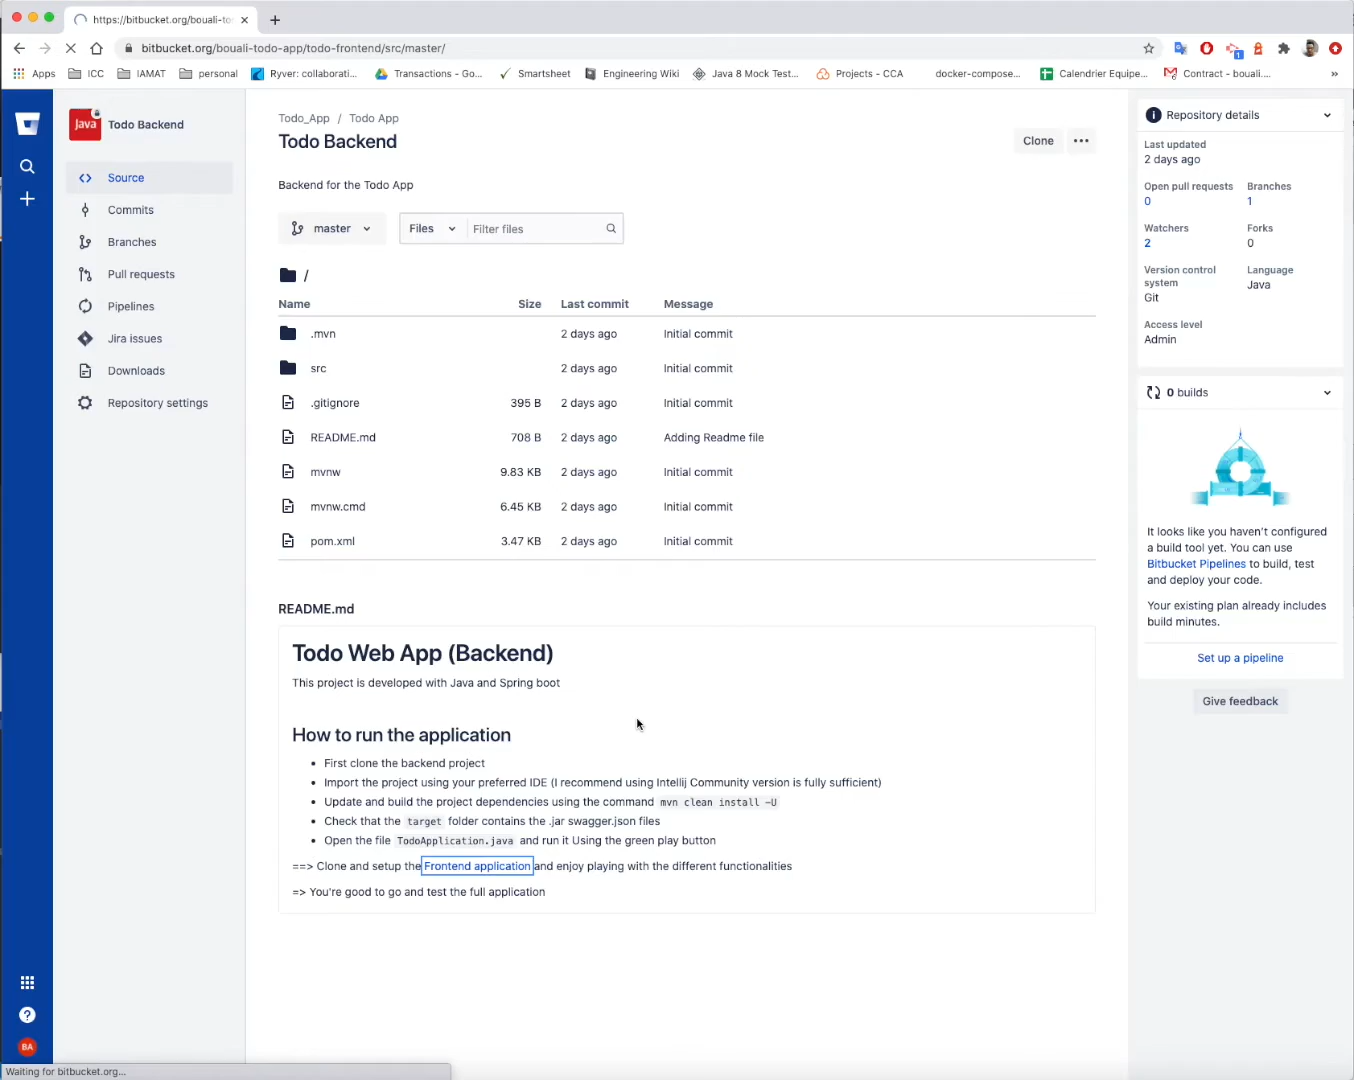 https://bitbucket.org/bouali-to
bitbucket.org/bouali-todo-app/todo-frontend/src/master/
Apps
ICC
IAMAT
personal
Ryver: collaborati...
Transactions - Go...
Smartsheet
Engineering Wiki
Java 8 Mock Test...
Projects - CCA
docker-compose...
Calendrier Equipe...
Contract - bouali....
»
Java
Todo Backend
Source
Commits
Branches
Pull requests
Pipelines
Jira issues
Downloads
Repository settings
BA
Todo_App / Todo App
Todo Backend
Clone
Backend for the Todo App
master
Files
Filter files
/
Name Size Last commit Message
.mvn 2 days ago Initial commit
src 2 days ago Initial commit
.gitignore 395 B 2 days ago Initial commit
README.md 708 B 2 days ago Adding Readme file
mvnw 9.83 KB 2 days ago Initial commit
mvnw.cmd 6.45 KB 2 days ago Initial commit
pom.xml 3.47 KB 2 days ago Initial commit
README.md
Todo Web App (Backend)
This project is developed with Java and Spring boot
How to run the application
• First clone the backend project
• Import the project using your preferred IDE (I recommend using Intellij Community version is fully sufficient)
• Update and build the project dependencies using the command mvn clean install -U
• Check that the target folder contains the .jar swagger.json files
• Open the file TodoApplication.java and run it Using the green play button
==> Clone and setup the Frontend application and enjoy playing with the different functionalities
=> You're good to go and test the full application
Repository details
Last updated
2 days ago
Open pull requests Branches
0 1
Watchers Forks
2 0
Version control system
Language
Git
Java
Access level
Admin
0 builds
It looks like you haven't configured
a build tool yet. You can use
Bitbucket Pipelines to build, test
and deploy your code.
Your existing plan already includes
build minutes.
Set up a pipeline
Give feedback
Waiting for bitbucket.org...